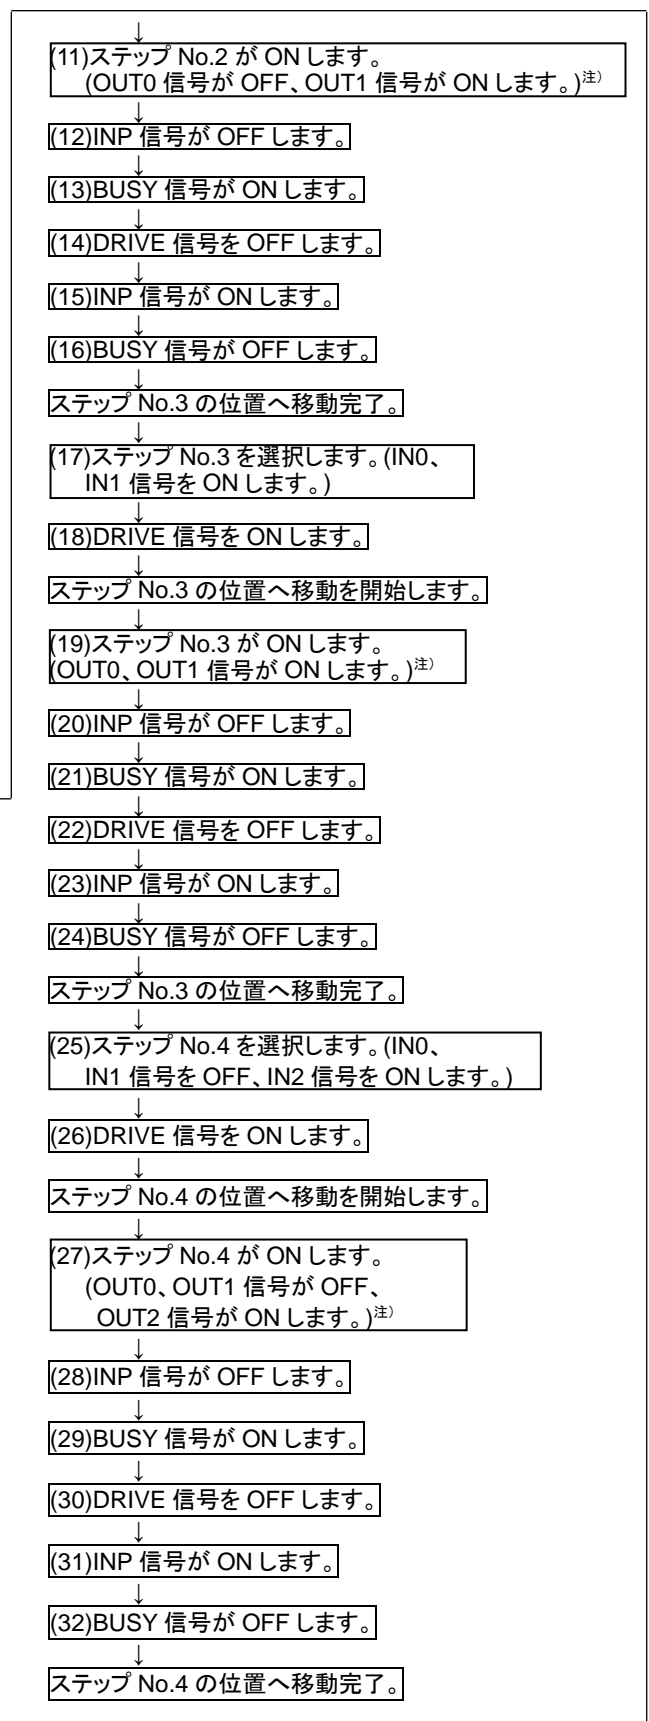 ↓
(11)ステップ No.2 が ON します。
(OUT0 信号が OFF、OUT1 信号が ON します。)注）
↓
(12)INP 信号が OFF します。
↓
(13)BUSY 信号が ON します。
↓
(14)DRIVE 信号を OFF します。
↓
(15)INP 信号が ON します。
↓
(16)BUSY 信号が OFF します。
↓
ステップ No.3 の位置へ移動完了。
↓
(17)ステップ No.3 を選択します。(IN0、
IN1 信号を ON します。)
↓
(18)DRIVE 信号を ON します。
↓
ステップ No.3 の位置へ移動を開始します。
↓
(19)ステップ No.3 が ON します。
(OUT0、OUT1 信号が ON します。)注）
↓
(20)INP 信号が OFF します。
↓
(21)BUSY 信号が ON します。
↓
(22)DRIVE 信号を OFF します。
↓
(23)INP 信号が ON します。
↓
(24)BUSY 信号が OFF します。
↓
ステップ No.3 の位置へ移動完了。
↓
(25)ステップ No.4 を選択します。(IN0、
IN1 信号を OFF、IN2 信号を ON します。)
↓
(26)DRIVE 信号を ON します。
↓
ステップ No.4 の位置へ移動を開始します。
↓
(27)ステップ No.4 が ON します。
(OUT0、OUT1 信号が OFF、
OUT2 信号が ON します。)注）
↓
(28)INP 信号が OFF します。
↓
(29)BUSY 信号が ON します。
↓
(30)DRIVE 信号を OFF します。
↓
(31)INP 信号が ON します。
↓
(32)BUSY 信号が OFF します。
↓
ステップ No.4 の位置へ移動完了。